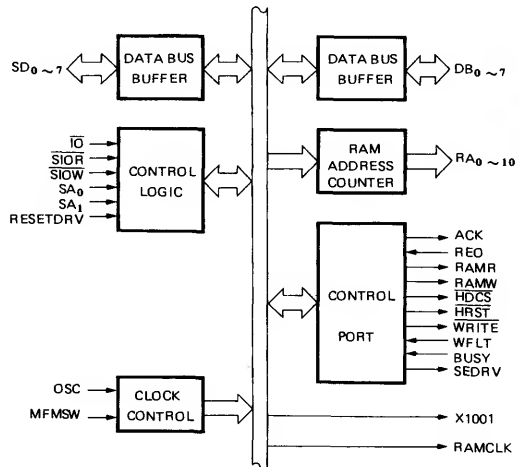 SD0 ~ 7
DATA BUS
BUFFER
DATA BUS
BUFFER
DB0 ~ 7
IO
SIOR
SIOW
SA0
SA1
RESETDRV
CONTROL
LOGIC
RAM
ADDRESS
COUNTER
RA0 ~ 10
CONTROL
PORT
ACK
REO
RAMR
RAMW
HDCS
HRST
WRITE
WFLT
BUSY
SEDRV
OSC
MFMSW
CLOCK
CONTROL
X1001
RAMCLK